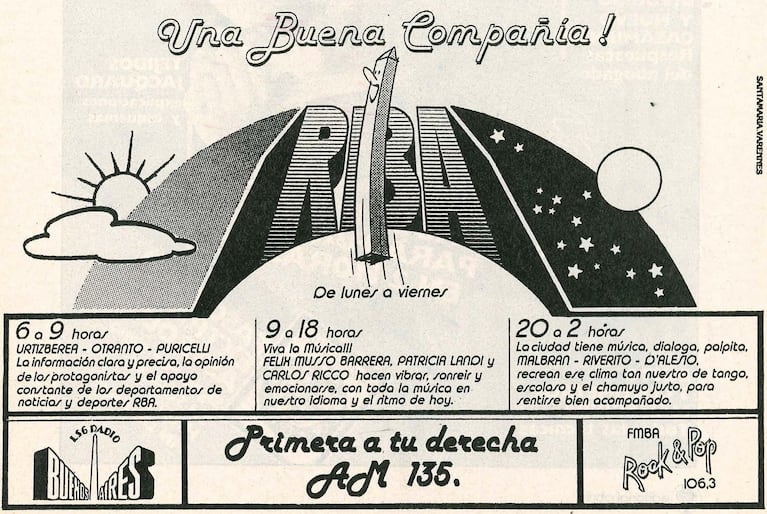 Una Buena Compañía!
SANTAMARIA VARENNES
RBA
De lunes a viernes
6 a 9 horas
URTIZBEREA - OTRANTO - PURICELLI
La información clara y precisa, la opinión
de los protagonistas y el apoyo
constante de los departamentos de
noticias y deportes RBA.
9 a 18 horas
Viva la Música!!!
FELIX MUSSO BARRERA, PATRICIA LANDI y
CARLOS RICCO hacen vibrar, sonreir y
emocionarse, con toda la música en
nuestro idioma y el ritmo de hoy.
20 a 2 horas
La ciudad tiene música, dialoga, palpita,
MALBRAN - RIVERITO - D'ALESIO,
recrean ese clima tan nuestro de tango,
escolaso y el chamuyo justo, para
sentirse bien acompañado.
LS6 RADIO
BUENOS AIRES
Primera a tu derecha
AM 135.
FMBA
Rock & Pop
106,3